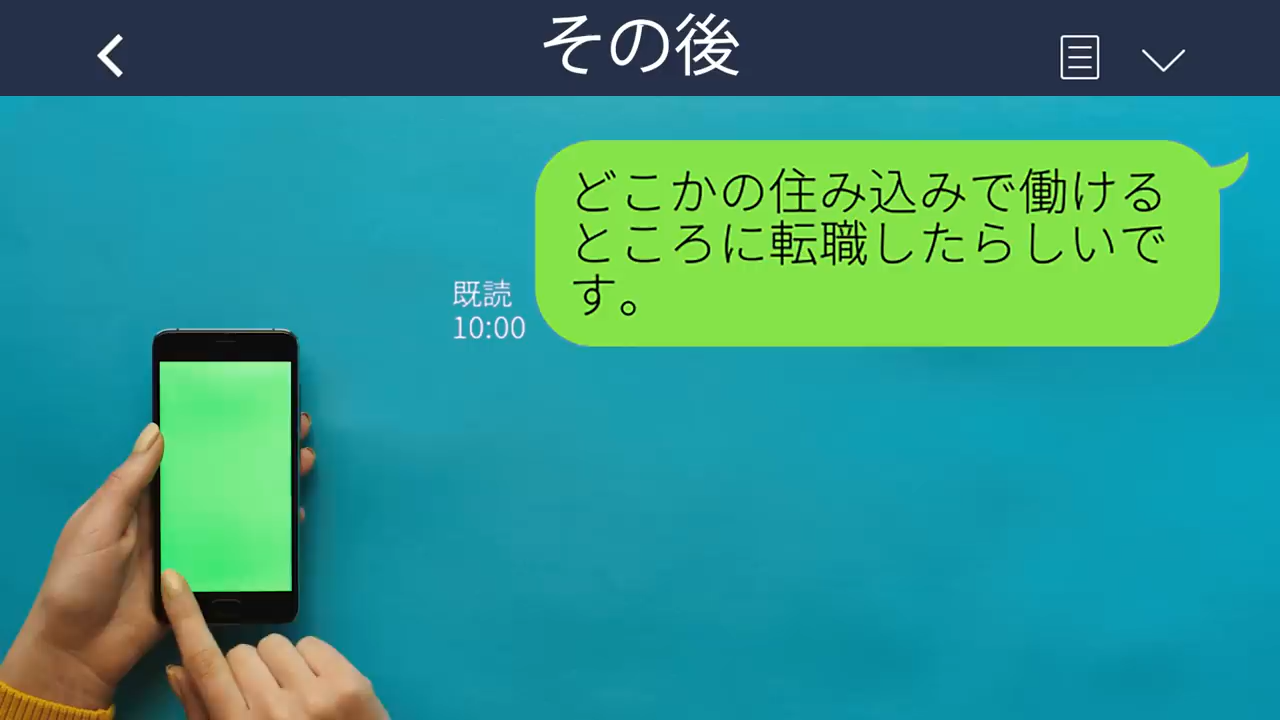 その後
どこかの住み込みで働ける
ところに転職したらしいで
す。
既読
10:00